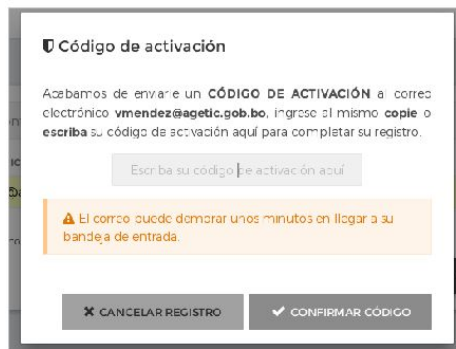 Código de activación
Acabamos de enviarle un CÓDIGO DE ACTIVACIÓN al correo
electrónico vmendez@agetic.gob.bo, ingrese al mismo copie o
escriba su código de activación aquí para completar su registro.
Escriba su código de activación aquí
El correo puede demorar unos minutos en llegar a su
bandeja de entrada.
CANCELAR REGISTRO
CONFIRMAR CÓDIGO